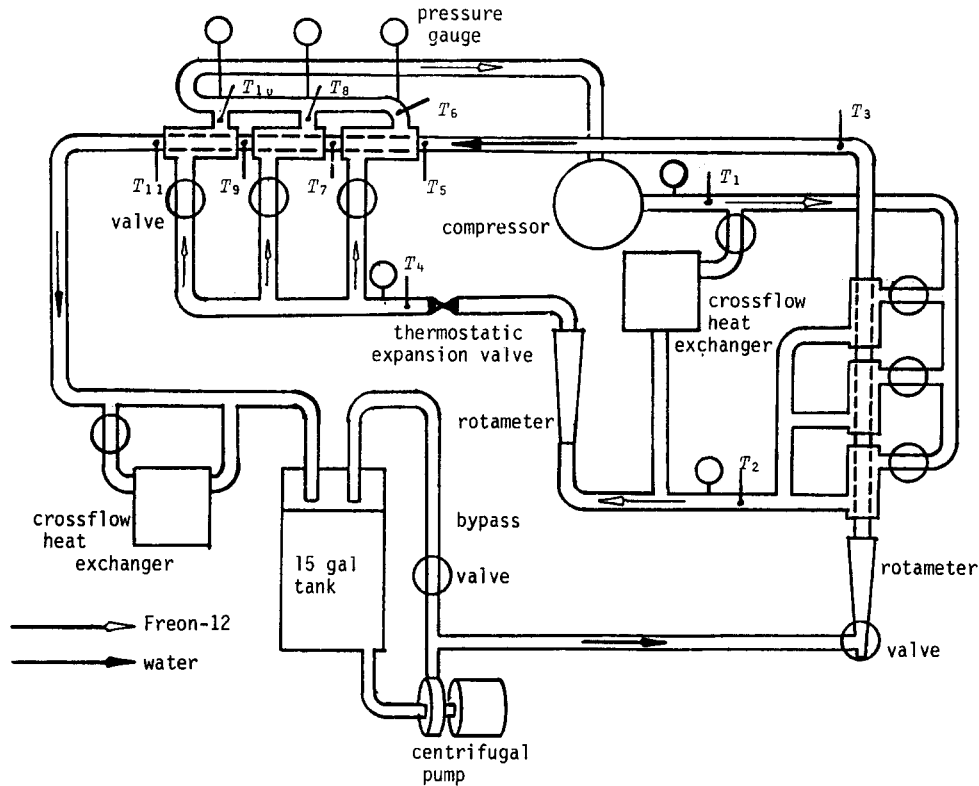 pressure
gauge
T10
T8
T6
T3
T11
T9
T7
T5
T1
valve
compressor
T4
thermostatic
expansion valve
crossflow
heat
exchanger
rotameter
T2
crossflow
heat
exchanger
15 gal
tank
bypass
valve
rotameter
Freon-12
water
valve
centrifugal
pump